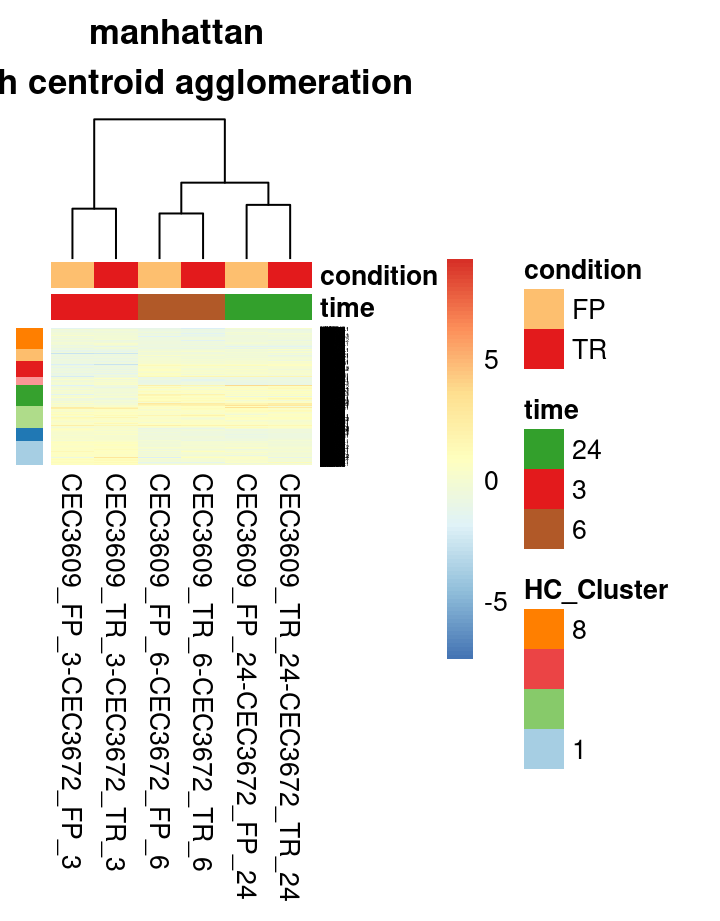 manhattan
h centroid agglomeration
condition
time
5
0
-5
condition
FP
TR
time
24
3
6
HC_Cluster
8
1
CEC3609_FP_3-CEC3672_FP_3
CEC3609_TR_3-CEC3672_TR_3
CEC3609_FP_6-CEC3672_FP_6
CEC3609_TR_6-CEC3672_TR_6
CEC3609_FP_24-CEC3672_FP_24
CEC3609_TR_24-CEC3672_TR_24